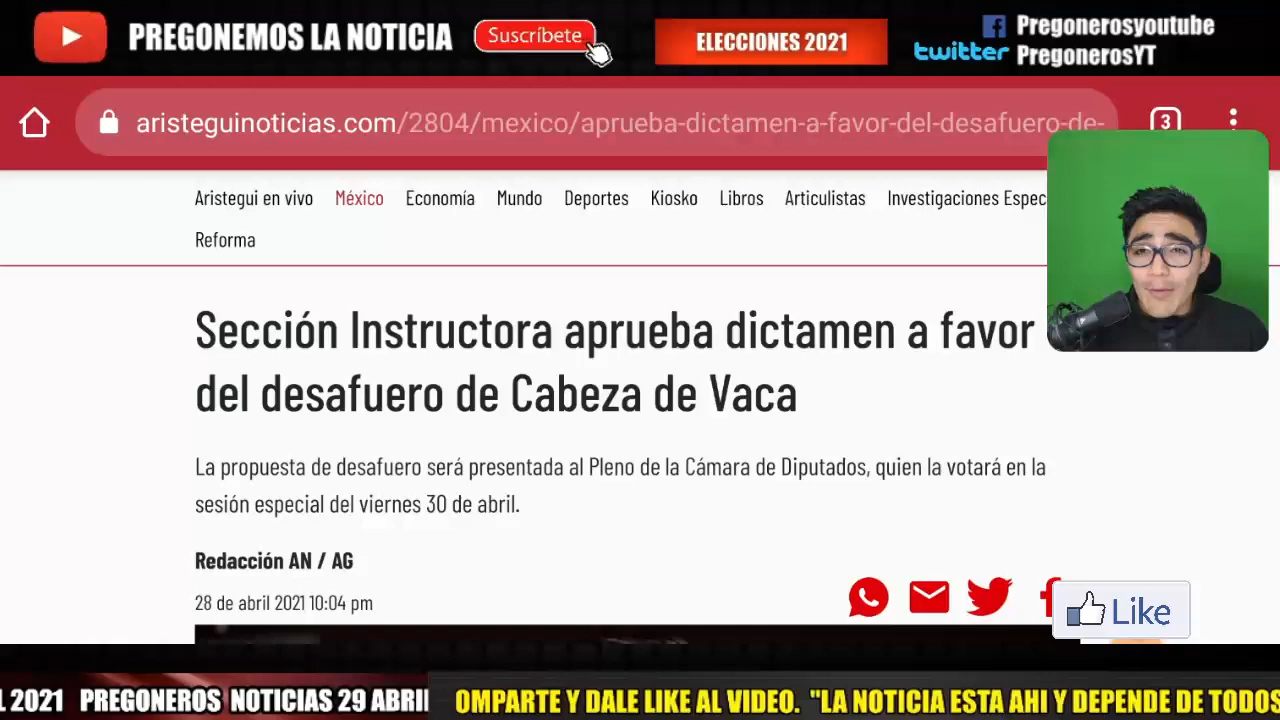 PREGONEMOS LA NOTICIA
Suscríbete
ELECCIONES 2021
Pregonerosyoutube
twitter PregonerosYT
aristeguinoticias.com/2804/mexico/aprueba-dictamen-a-favor-del-desafuero-de-
3
Aristegui en vivo México Economía Mundo Deportes Kiosko Libros Articulistas Investigaciones Espec
Reforma
Sección Instructora aprueba dictamen a favor
del desafuero de Cabeza de Vaca
La propuesta de desafuero será presentada al Pleno de la Cámara de Diputados, quien la votará en la
sesión especial del viernes 30 de abril.
Redacción AN / AG
28 de abril 2021 10:04 pm
Like
L 2021 PREGONEROS NOTICIAS 29 ABRIL
OMPARTE Y DALE LIKE AL VIDEO. "LA NOTICIA ESTA AHI Y DEPENDE DE TODOS